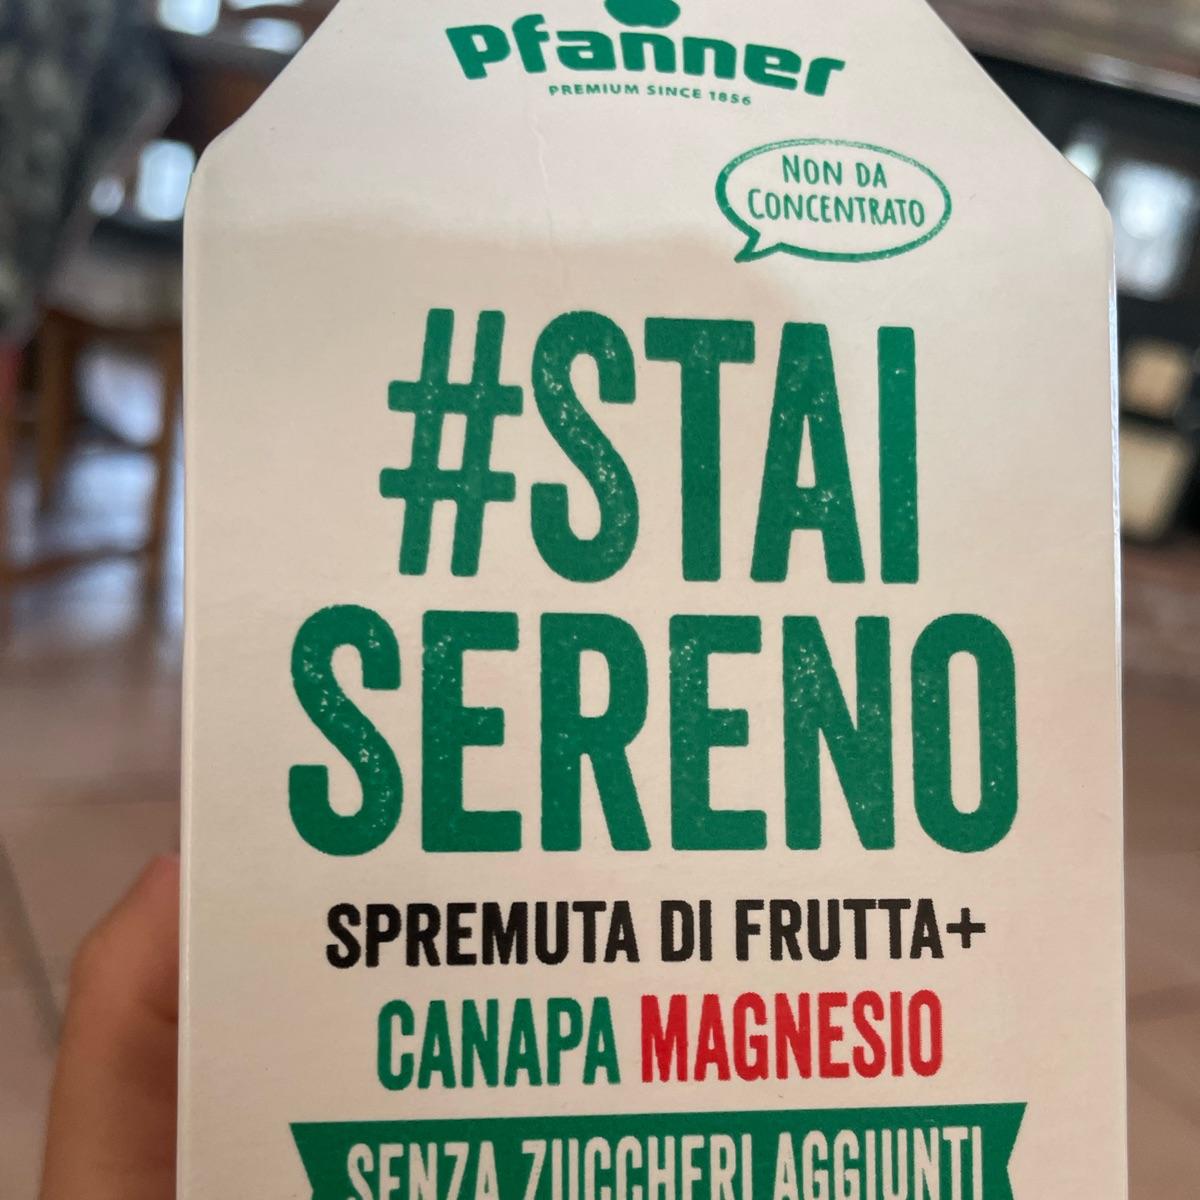 Pfanner
PREMIUM SINCE 1856
NON DA
CONCENTRATO
#STAI
SERENO
SPREMUTA DI FRUTTA+
CANAPA MAGNESIO
SENZA ZUCCHERI AGGIUNTI